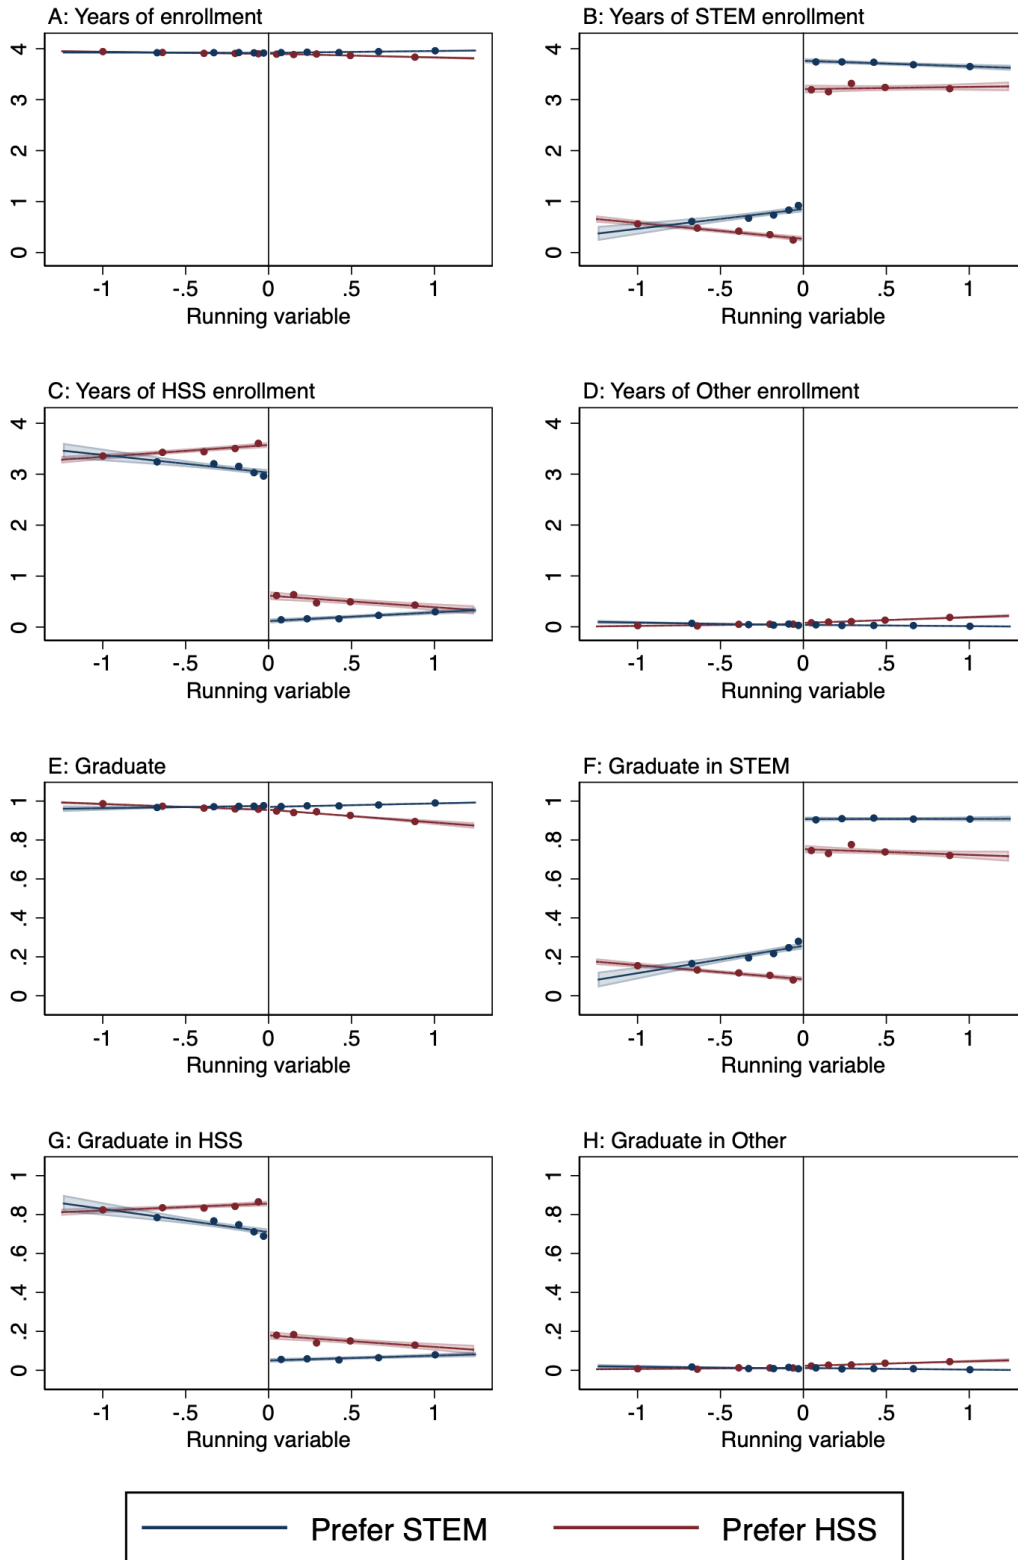 A: Years of enrollment
4
3
2
1
0
-1 -.5 0 .5 1
Running variable
B: Years of STEM enrollment
4
3
2
1
0
-1 -.5 0 .5 1
Running variable
C: Years of HSS enrollment
4
3
2
1
0
-1 -.5 0 .5 1
Running variable
D: Years of Other enrollment
4
3
2
1
0
-1 -.5 0 .5 1
Running variable
E: Graduate
1
.8
.6
.4
.2
0
-1 -.5 0 .5 1
Running variable
F: Graduate in STEM
1
.8
.6
.4
.2
0
-1 -.5 0 .5 1
Running variable
G: Graduate in HSS
1
.8
.6
.4
.2
0
-1 -.5 0 .5 1
Running variable
H: Graduate in Other
1
.8
.6
.4
.2
0
-1 -.5 0 .5 1
Running variable
Prefer STEM Prefer HSS